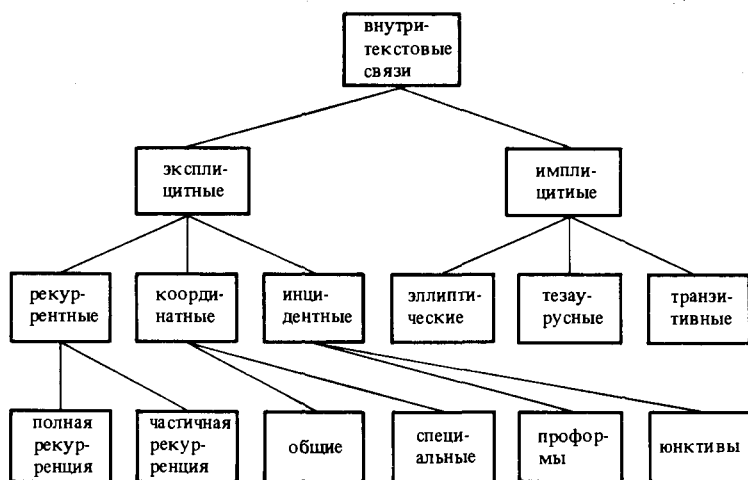 внутри-
текстовые
связи
экспли-
цитные
импли-
цитиые
рекур-
рентные
коорди-
натные
инци-
дентные
эллипти-
ческие
тезау-
русные
транзи-
тивные
полная
рекур-
ренция
частичная
рекур-
ренция
общие
специ-
альные
профор-
мы
юнктивы